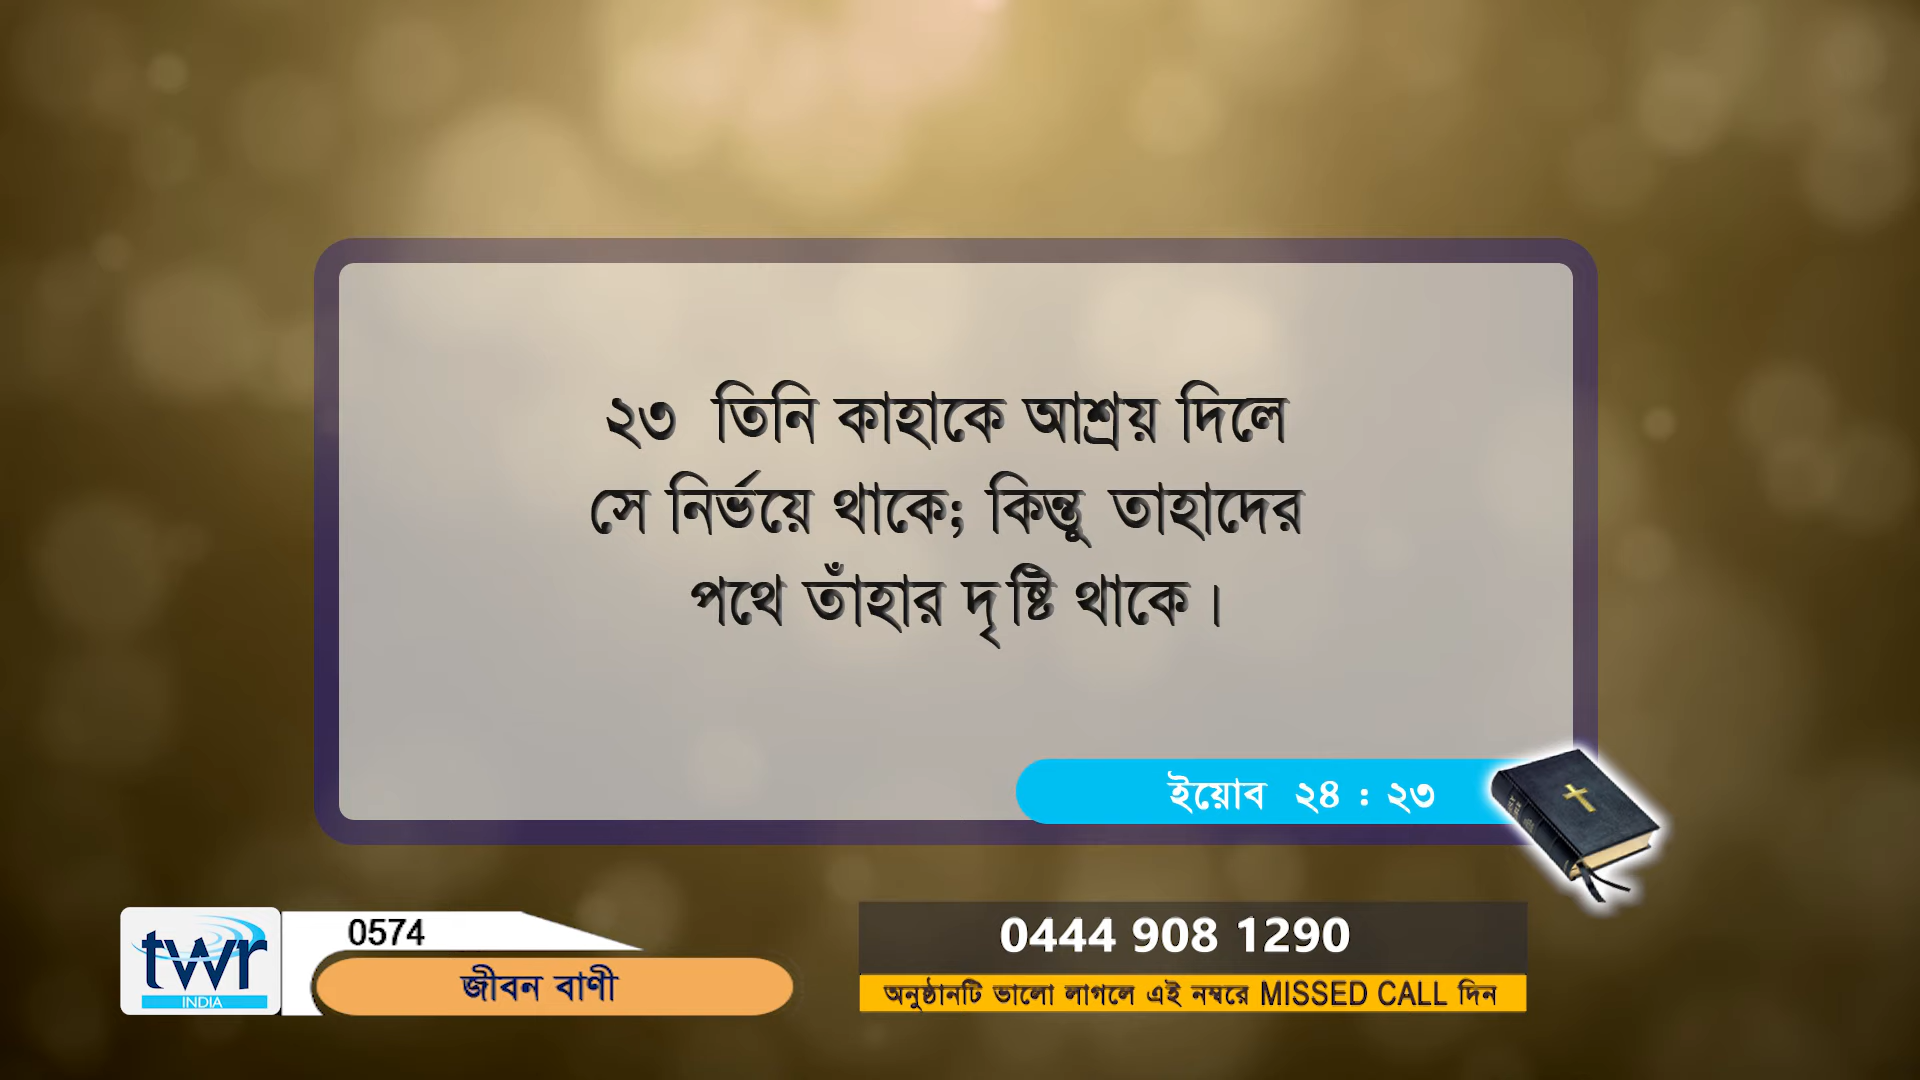 ২৩ তিনি কাহাকে আশ্রয় দিলে
সে নির্ভয়ে থাকে; কিন্তু তাহাদের
পথে তাঁহার দৃষ্টি থাকে।
ইয়োব ২৪ : ২৩
twr
INDIA
0574
জীবন বাণী
0444 908 1290
অনুষ্ঠানটি ভালো লাগলে এই নম্বরে MISSED CALL দিন